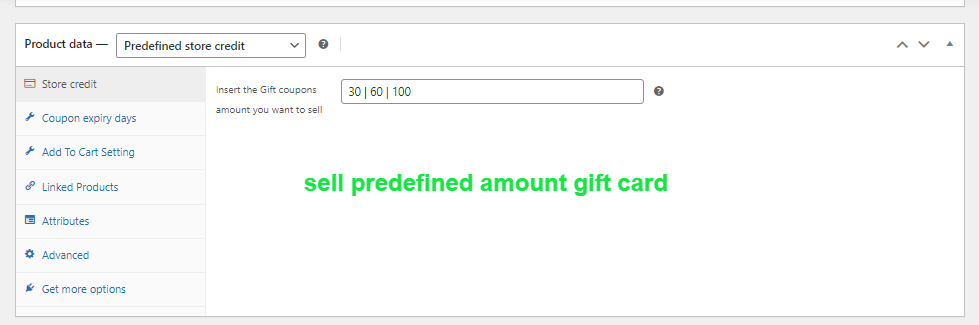 Product data — Predefined store credit
Store credit
Insert the Gift coupons
amount you want to sell
30 | 60 | 100
Coupon expiry days
Add To Cart Setting
sell predefined amount gift card
Linked Products
Attributes
Advanced
Get more options